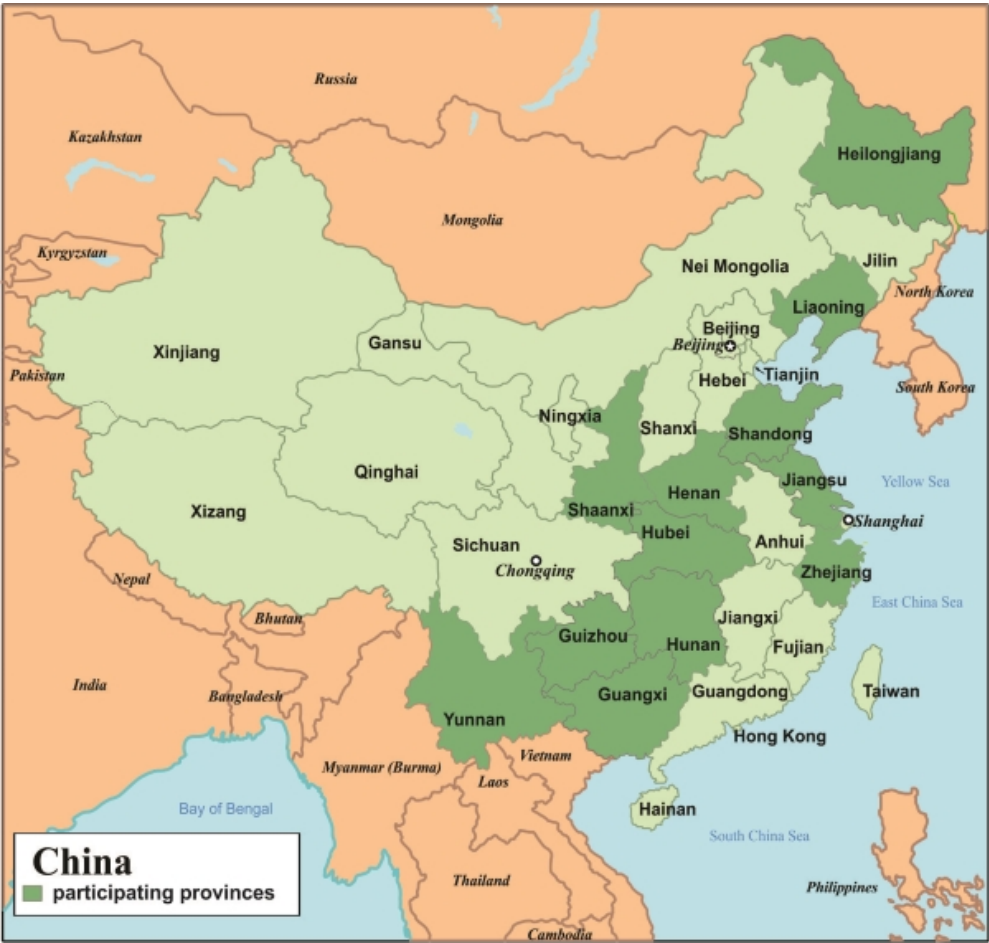 Russia
Kazakhstan
Heilongjiang
Mongolia
Kyrgyzstan
Nei Mongolia
Jilin
North Korea
Liaoning
Beijing
Beijing
Gansu
Xinjiang
Pakistan
Tianjin
Hebei
South Korea
Ningxia
Shanxi
Shandong
Qinghai
Jiangsu
Yellow Sea
Henan
Xizang
Shaanxi
Shanghai
Hubei
Sichuan
Anhui
Chongqing
Zhejiang
Nepal
East China Sea
Bhutan
Jiangxi
Guizhou
Hunan
Fujian
India
Bangladesh
Guangxi
Guangdong
Taiwan
Yunnan
Hong Kong
Vietnam
Myanmar (Burma)
Laos
Bay of Bengal
Hainan
South China Sea
China
participating provinces
Thailand
Philippines
Cambodia